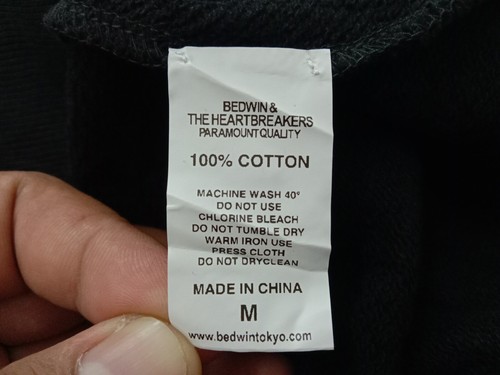 BEDWIN &
THE HEARTBREAKERS
PARAMOUNT QUALITY
100% COTTON
MACHINE WASH 40°
DO NOT USE
CHLORINE BLEACH
DO NOT TUMBLE DRY
WARM IRON USE
PRESS CLOTH
DO NOT DRYCLEAN
MADE IN CHINA
M
www.bedwintokyo.com